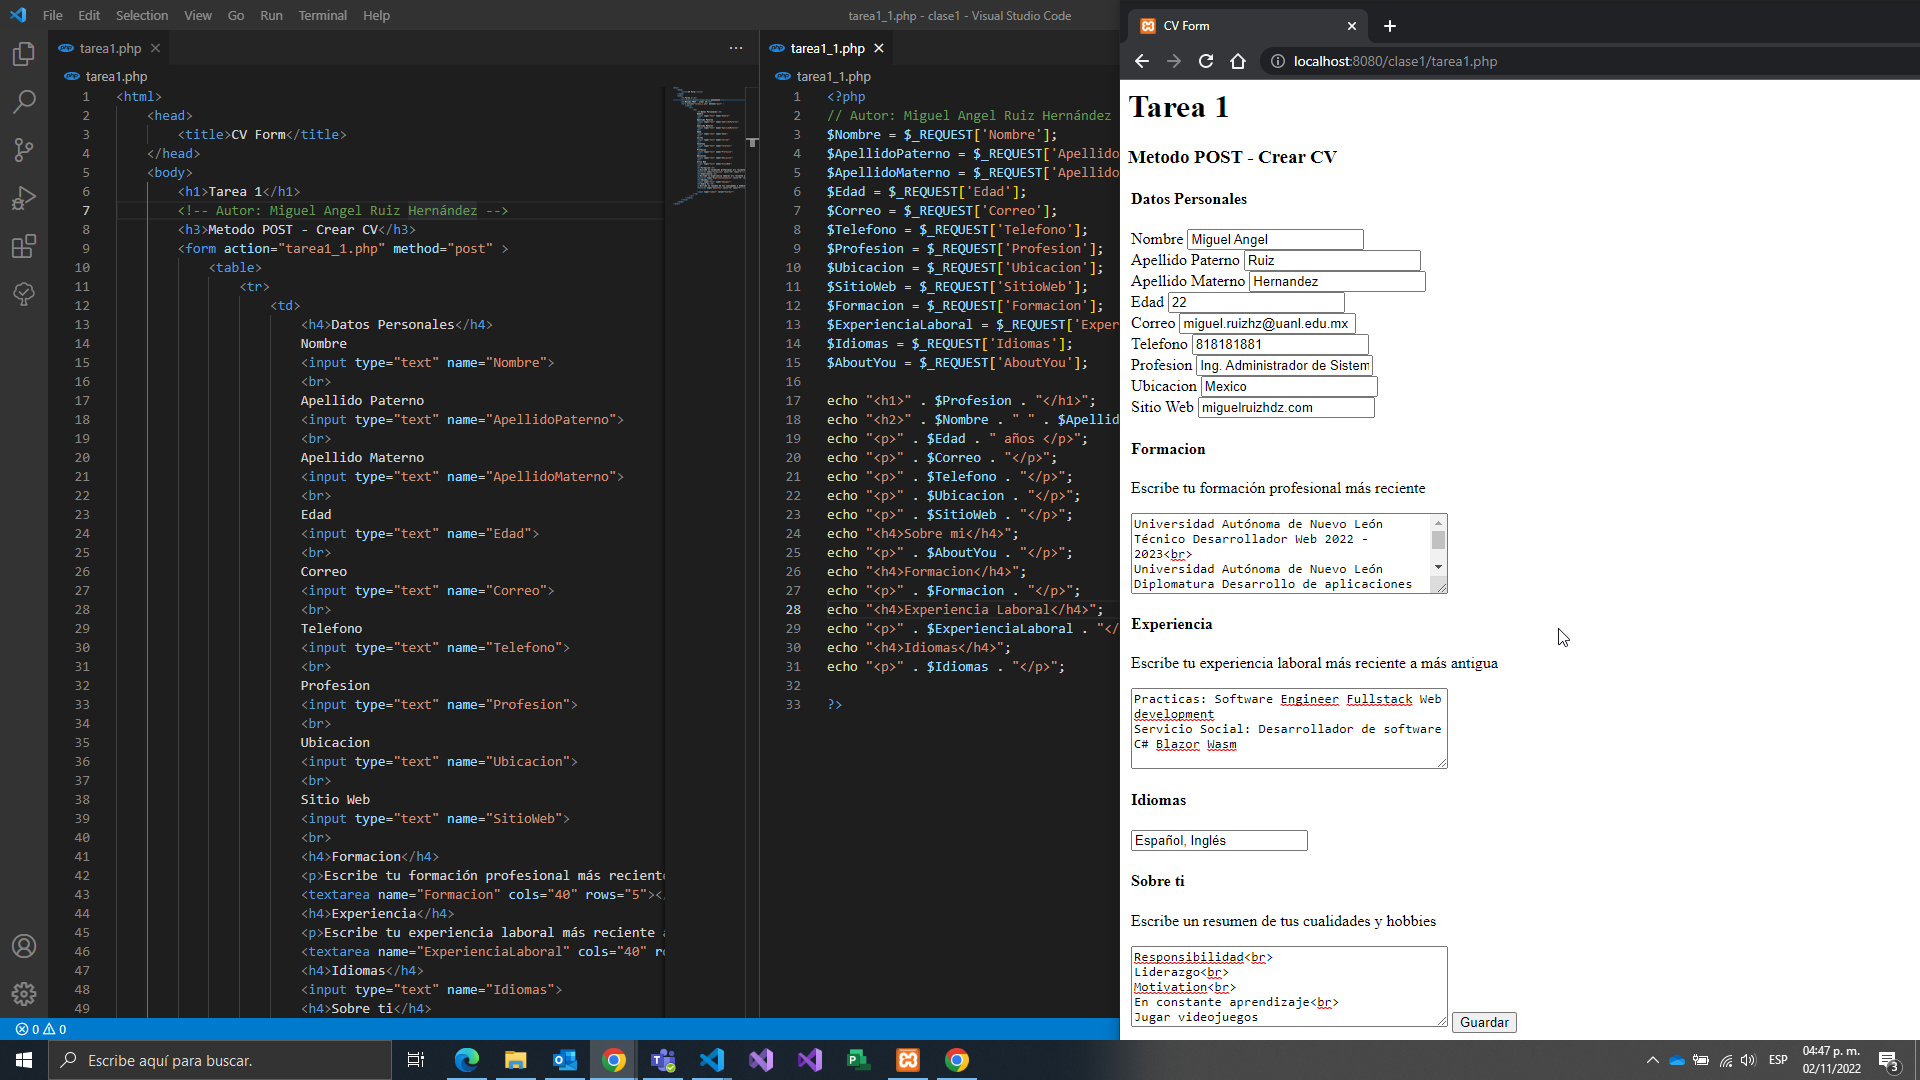 File Edit Selection View Go Run Terminal Help
tarea1_1.php - clase1 - Visual Studio Code
tarea1.php
tarea1.php
1 <html>
2 <head>
3 <title>CV Form</title>
4 </head>
5 <body>
6 <h1>Tarea 1</h1>
7 <!-- Autor: Miguel Angel Ruiz Hernández -->
8 <h3>Metodo POST - Crear CV</h3>
9 <form action="tarea1_1.php" method="post" >
10 <table>
11 <tr>
12 <td>
13 <h4>Datos Personales</h4>
14 Nombre
15 <input type="text" name="Nombre">
16 <br>
17 Apellido Paterno
18 <input type="text" name="ApellidoPaterno">
19 <br>
20 Apellido Materno
21 <input type="text" name="ApellidoMaterno">
22 <br>
23 Edad
24 <input type="text" name="Edad">
25 <br>
26 Correo
27 <input type="text" name="Correo">
28 <br>
29 Telefono
30 <input type="text" name="Telefono">
31 <br>
32 Profesion
33 <input type="text" name="Profesion">
34 <br>
35 Ubicacion
36 <input type="text" name="Ubicacion">
37 <br>
38 Sitio Web
39 <input type="text" name="SitioWeb">
40 <br>
41 <h4>Formacion</h4>
42 <p>Escribe tu formación profesional más reciente
43 <textarea name="Formacion" cols="40" rows="5"></
44 <h4>Experiencia</h4>
45 <p>Escribe tu experiencia laboral más reciente a
46 <textarea name="ExperienciaLaboral" cols="40" ro
47 <h4>Idiomas</h4>
48 <input type="text" name="Idiomas">
49 <h4>Sobre ti</h4>
tarea1_1.php
tarea1_1.php
1 <?php
2 // Autor: Miguel Angel Ruiz Hernández
3 $Nombre = $_REQUEST['Nombre'];
4 $ApellidoPaterno = $_REQUEST['Apellido
5 $ApellidoMaterno = $_REQUEST['Apellido
6 $Edad = $_REQUEST['Edad'];
7 $Correo = $_REQUEST['Correo'];
8 $Telefono = $_REQUEST['Telefono'];
9 $Profesion = $_REQUEST['Profesion'];
10 $Ubicacion = $_REQUEST['Ubicacion'];
11 $SitioWeb = $_REQUEST['SitioWeb'];
12 $Formacion = $_REQUEST['Formacion'];
13 $ExperienciaLaboral = $_REQUEST['Exper
14 $Idiomas = $_REQUEST['Idiomas'];
15 $AboutYou = $_REQUEST['AboutYou'];
16
17 echo "<h1>" . $Profesion . "</h1>";
18 echo "<h2>" . $Nombre . " " . $Apellid
19 echo "<p>" . $Edad . " años </p>";
20 echo "<p>" . $Correo . "</p>";
21 echo "<p>" . $Telefono . "</p>";
22 echo "<p>" . $Ubicacion . "</p>";
23 echo "<p>" . $SitioWeb . "</p>";
24 echo "<h4>Sobre mi</h4>";
25 echo "<p>" . $AboutYou . "</p>";
26 echo "<h4>Formacion</h4>";
27 echo "<p>" . $Formacion . "</p>";
28 echo "<h4>Experiencia Laboral</h4>";
29 echo "<p>" . $ExperienciaLaboral . "</
30 echo "<h4>Idiomas</h4>";
31 echo "<p>" . $Idiomas . "</p>";
32
33 ?>
0 0
CV Form
localhost:8080/clase1/tarea1.php
Tarea 1
Metodo POST - Crear CV
Datos Personales
Nombre Miguel Angel
Apellido Paterno Ruiz
Apellido Materno Hernandez
Edad 22
Correo miguel.ruizhz@uanl.edu.mx
Telefono 818181881
Profesion Ing. Administrador de Sistem
Ubicacion Mexico
Sitio Web miguelruizhdz.com
Formacion
Escribe tu formación profesional más reciente
Universidad Autónoma de Nuevo León
Técnico Desarrollador Web 2022 -
2023<br>
Universidad Autónoma de Nuevo León
Diplomatura Desarrollo de aplicaciones
Experiencia
Escribe tu experiencia laboral más reciente a más antigua
Practicas: Software Engineer Fullstack Web
development
Servicio Social: Desarrollador de software
C# Blazor Wasm
Idiomas
Español, Inglés
Sobre ti
Escribe un resumen de tus cualidades y hobbies
Responsibilidad<br>
Liderazgo<br>
Motivation<br>
En constante aprendizaje<br>
Jugar videojuegos
Guardar
Escribe aquí para buscar.
ESP
04:47 p. m.
02/11/2022
3